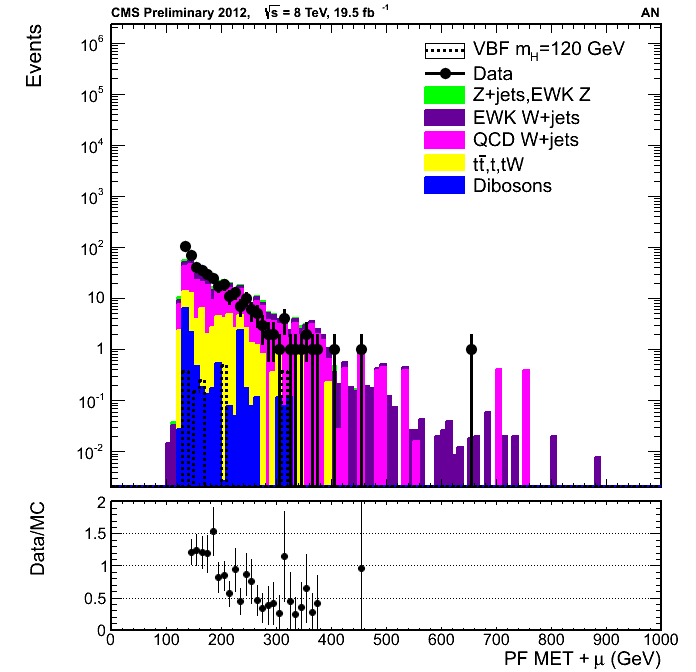 CMS Preliminary 2012, √s = 8 TeV, 19.5 fb⁻¹ AN
Events
10⁶
10⁵
10⁴
10³
10²
10
1
10⁻¹
10⁻²
VBF m_H=120 GeV
Data
Z+jets,EWK Z
EWK W+jets
QCD W+jets
tt̄,t,tW
Dibosons
Data/MC
2
1.5
1
0.5
0
0 100 200 300 400 500 600 700 800 900 1000
PF MET + μ (GeV)